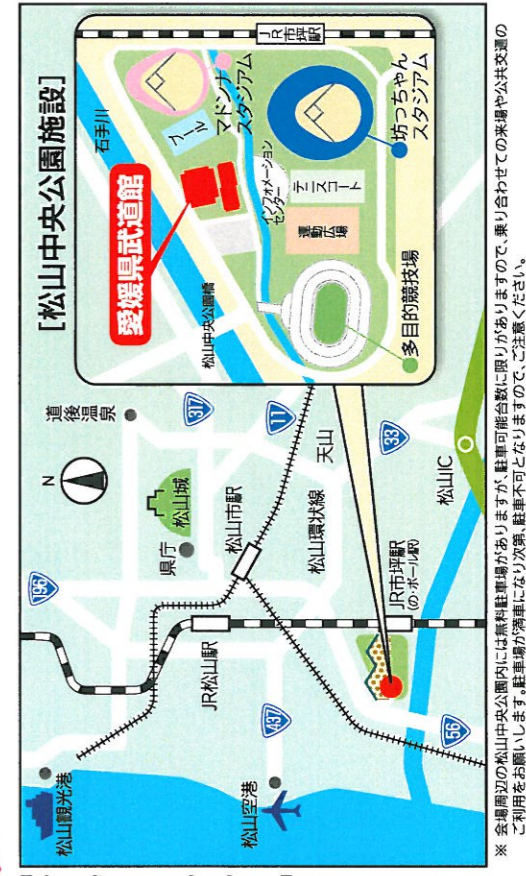 ［松山中央公園施設］
石手川
JR市坪駅
プール
マドンナ
スタジアム
愛媛県武道館
坊っちゃん
スタジアム
インフォメーション
センター
テニス
コート
運動
広場
松山中央公園橋
多目的競技場
N
道後
温泉
317
11
33
196
437
56
松山城
県庁
松山市駅
天山
松山環状線
松山IC
JR松山駅
JR市坪駅
(の・ボール駅)
松山観光港
松山空港
※ 会場周辺の松山中央公園内には無料駐車場がありますが、駐車可能台数に限りがありますので、乗り合わせての来場や公共交通の
ご利用をお願いします。駐車場が満車になり次第、駐車不可となりますので、ご注意ください。